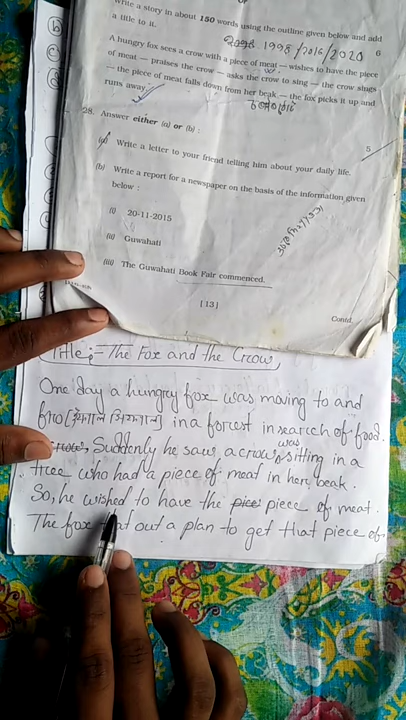 OF
Write a story in about 150 words using the outline given below and add
a title to it.
6
1998/2016/2020
A hungry fox sees a crow with a piece of meat — wishes to have the piece
of meat — praises the crow — asks the crow to sing — the crow sings
— the piece of meat falls down from her beak — the fox picks it up and
runs away.
28. Answer either (a) or (b) :
5
(a) Write a letter to your friend telling him about your daily life.
(b) Write a report for a newspaper on the basis of the information given
below :
(i) 20-11-2015
(ii) Guwahati
(iii) The Guwahati Book Fair commenced.
[ 13 ]
Contd.
Title:- The Fox and the Crow
One day a hungry fox was moving to and
fro in a forest in search of food.
crow, Suddenly he saw a crow was sitting in a
tree who had a piece of meat in her beak.
So, he wished to have the pice piece of meat.
The fox out a plan to get that piece of